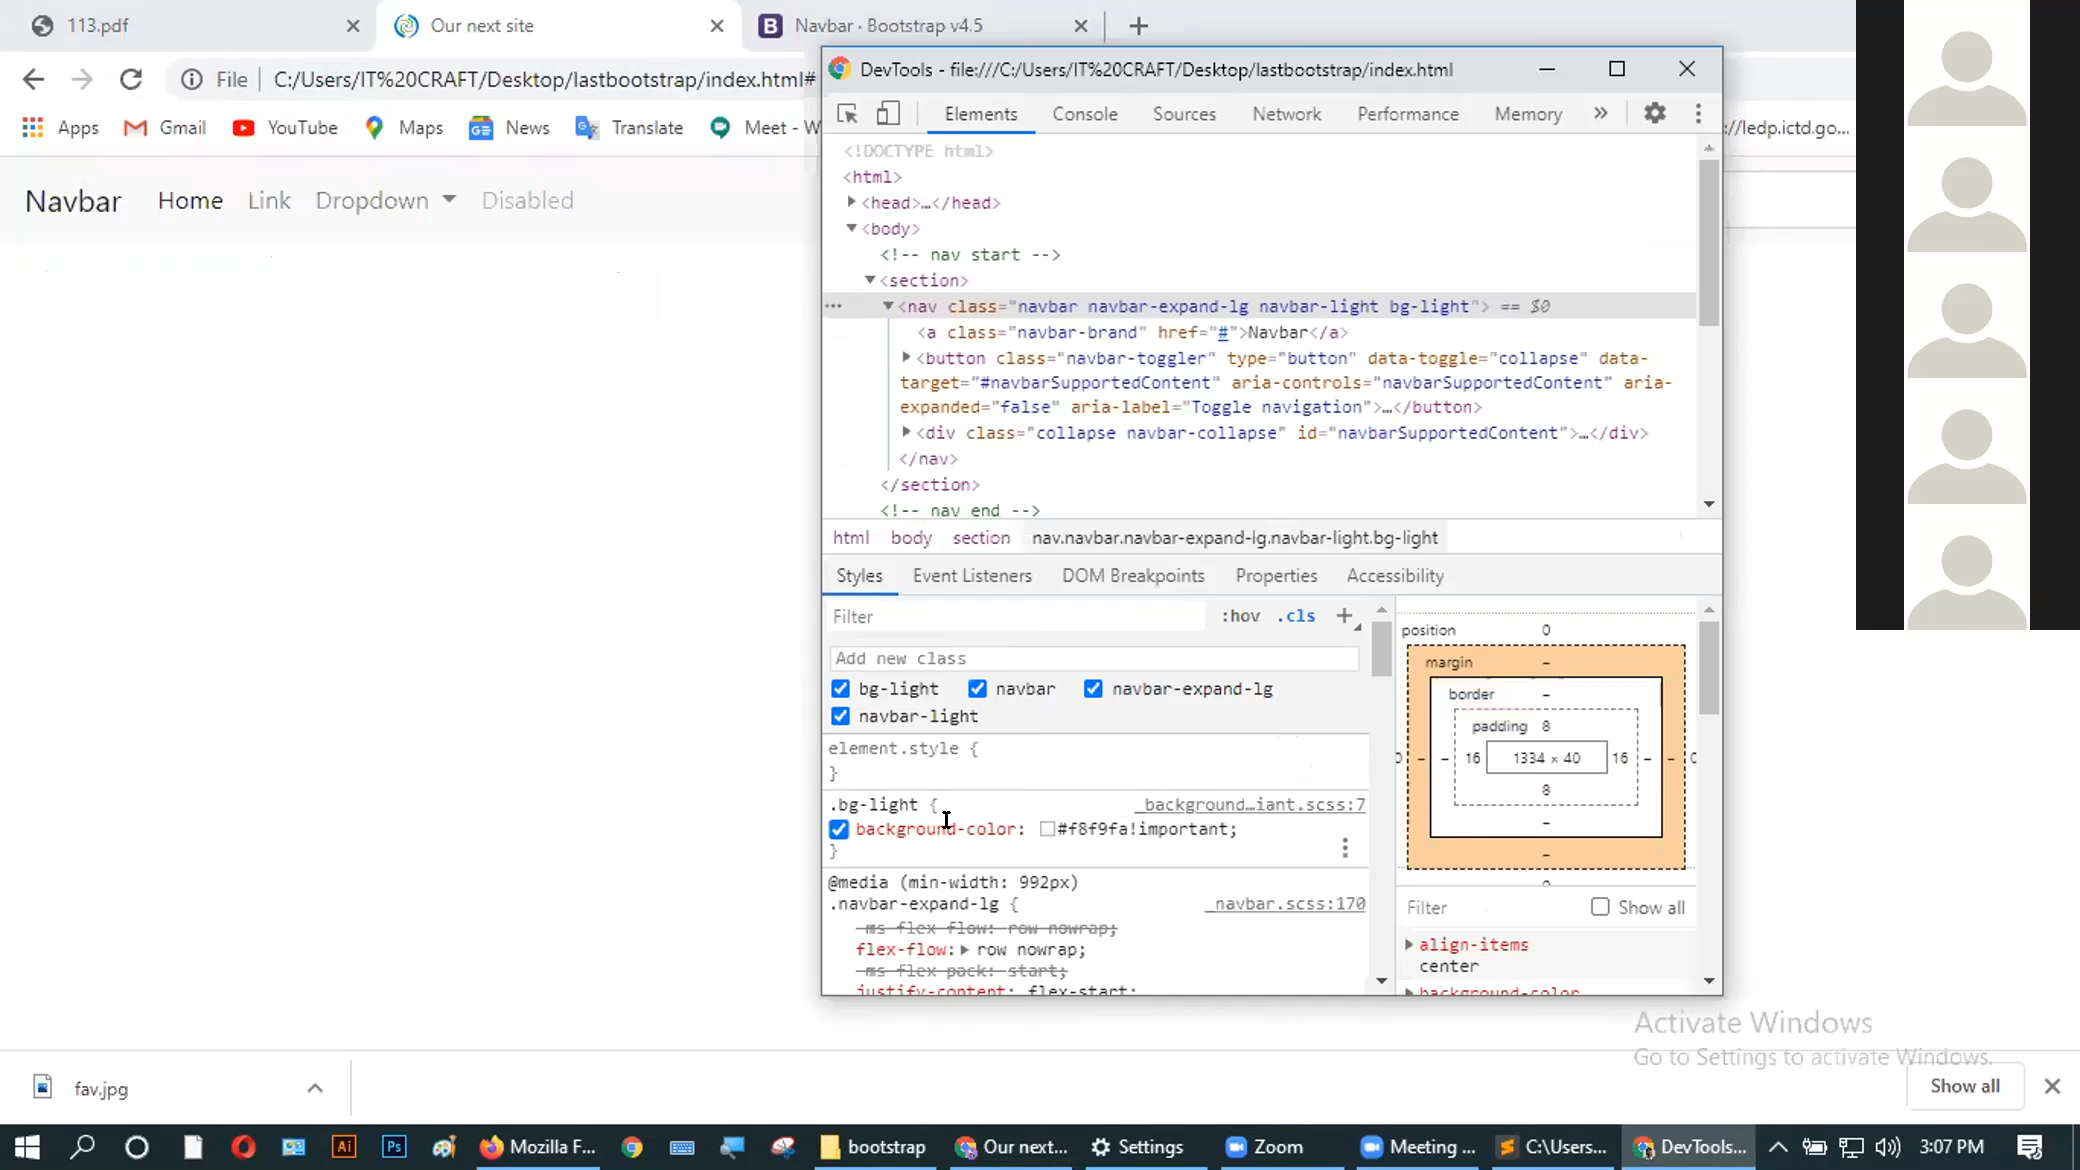 113.pdf
Our next site
Navbar · Bootstrap v4.5
File
C:/Users/IT%20CRAFT/Desktop/lastbootstrap/index.html#
Apps
Gmail
YouTube
Maps
News
Translate
Meet - W
://ledp.ictd.go...
Navbar
Home
Link
Dropdown
Disabled
DevTools - file:///C:/Users/IT%20CRAFT/Desktop/lastbootstrap/index.html
Elements
Console
Sources
Network
Performance
Memory
<!DOCTYPE html>
<html>
<head>…</head>
<body>
<!-- nav start -->
<section>
<nav class="navbar navbar-expand-lg navbar-light bg-light"> == $0
<a class="navbar-brand" href="#">Navbar</a>
<button class="navbar-toggler" type="button" data-toggle="collapse" data-
target="#navbarSupportedContent" aria-controls="navbarSupportedContent" aria-
expanded="false" aria-label="Toggle navigation">…</button>
<div class="collapse navbar-collapse" id="navbarSupportedContent">…</div>
</nav>
</section>
<!-- nav end -->
html
body
section
nav.navbar.navbar-expand-lg.navbar-light.bg-light
Styles
Event Listeners
DOM Breakpoints
Properties
Accessibility
Filter
:hov
.cls
Add new class
bg-light
navbar
navbar-expand-lg
navbar-light
element.style {
}
.bg-light {
_background…iant.scss:7
background-color: #f8f9fa!important;
}
@media (min-width: 992px)
.navbar-expand-lg {
_navbar.scss:170
-ms-flex-flow: row nowrap;
flex-flow: row nowrap;
-ms-flex-pack: start;
justify-content: flex-start;
position
0
margin
-
border
-
padding
8
16
1334 × 40
16
8
-
-
Filter
Show all
align-items
center
background-color
Activate Windows
Go to Settings to activate Windows.
fav.jpg
Show all
Ai
Ps
Mozilla F...
bootstrap
Our next...
Settings
Zoom
Meeting ...
C:\Users...
DevTools...
3:07 PM